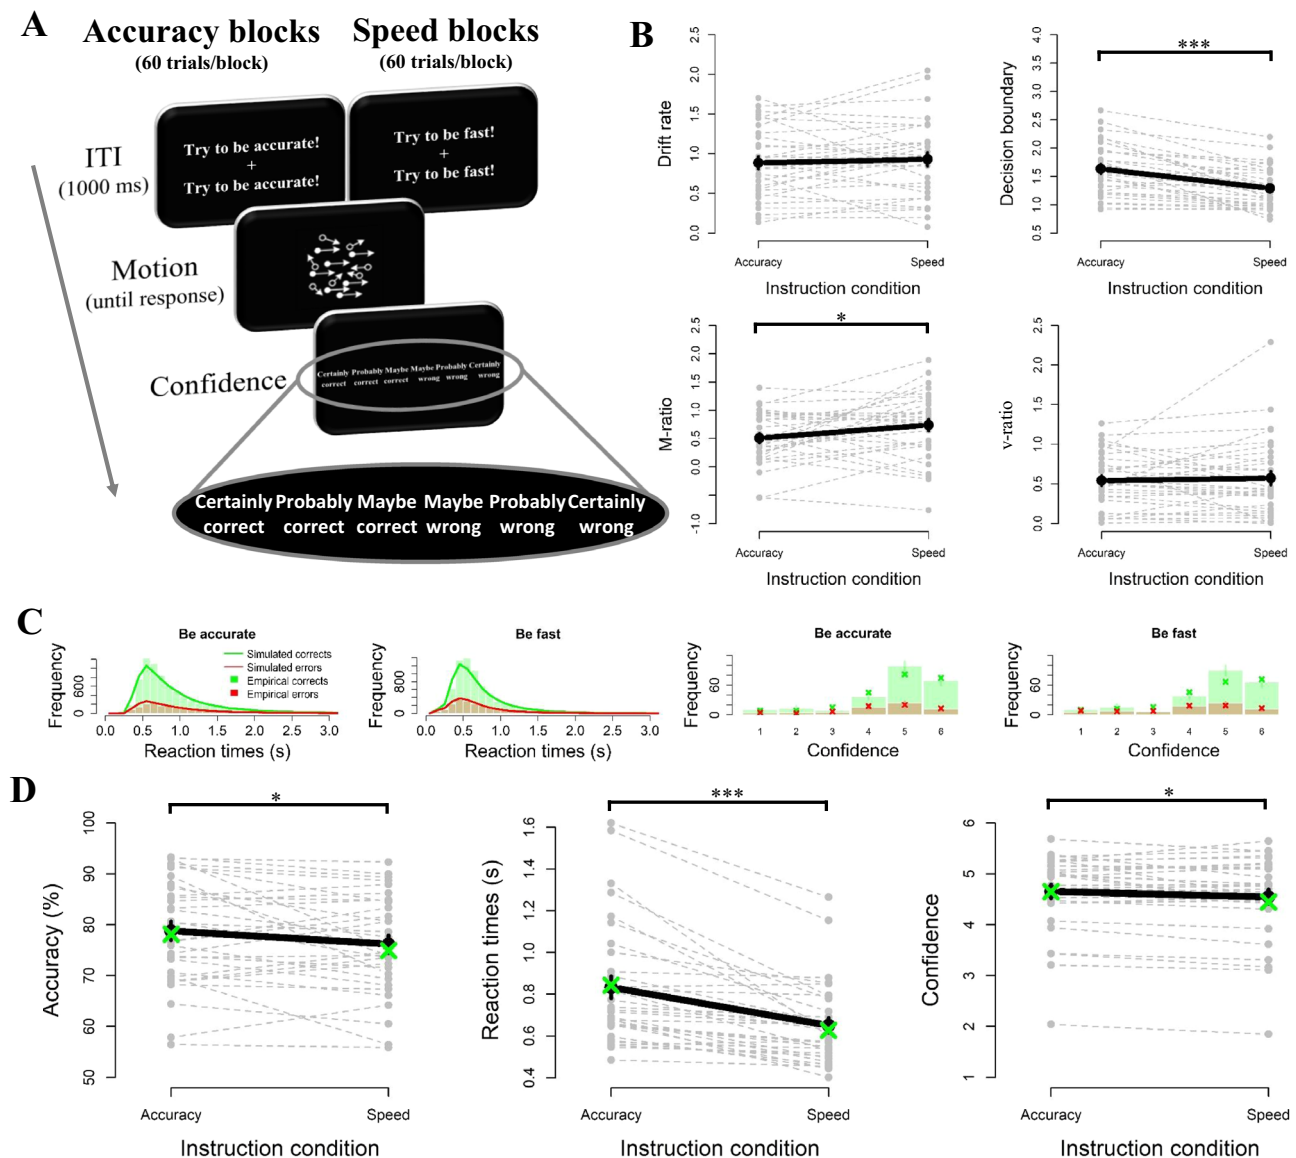 A
Accuracy blocks
(60 trials/block)
Speed blocks
(60 trials/block)
ITI
(1000 ms)
Try to be accurate!
+
Try to be accurate!
Try to be fast!
+
Try to be fast!
Motion
(until response)
Confidence
Certainly Probably Maybe Maybe Probably Certainly
correct correct correct wrong wrong wrong
Certainly Probably Maybe Maybe Probably Certainly
correct correct correct wrong wrong wrong
B
Drift rate
2.5
2.0
1.5
1.0
0.5
0.0
Accuracy Speed
Instruction condition
***
Decision boundary
4.0
3.5
3.0
2.5
2.0
1.5
1.0
0.5
Accuracy Speed
Instruction condition
*
M-ratio
2.5
2.0
1.5
1.0
0.5
0.0
-1.0
Accuracy Speed
Instruction condition
v-ratio
2.5
2.0
1.5
1.0
0.5
0.0
Accuracy Speed
Instruction condition
C
Be accurate
Simulated corrects
Simulated errors
Empirical corrects
Empirical errors
Frequency
600
0
0.0 0.5 1.0 1.5 2.0 2.5 3.0
Reaction times (s)
Be fast
Frequency
800
0
0.0 0.5 1.0 1.5 2.0 2.5 3.0
Reaction times (s)
Be accurate
Frequency
60
0
1 2 3 4 5 6
Confidence
Be fast
Frequency
60
0
1 2 3 4 5 6
Confidence
D
*
Accuracy (%)
100
90
80
70
60
50
Accuracy Speed
Instruction condition
***
Reaction times (s)
1.6
1.4
1.2
1.0
0.8
0.6
0.4
Accuracy Speed
Instruction condition
*
Confidence
6
5
4
3
2
1
Accuracy Speed
Instruction condition